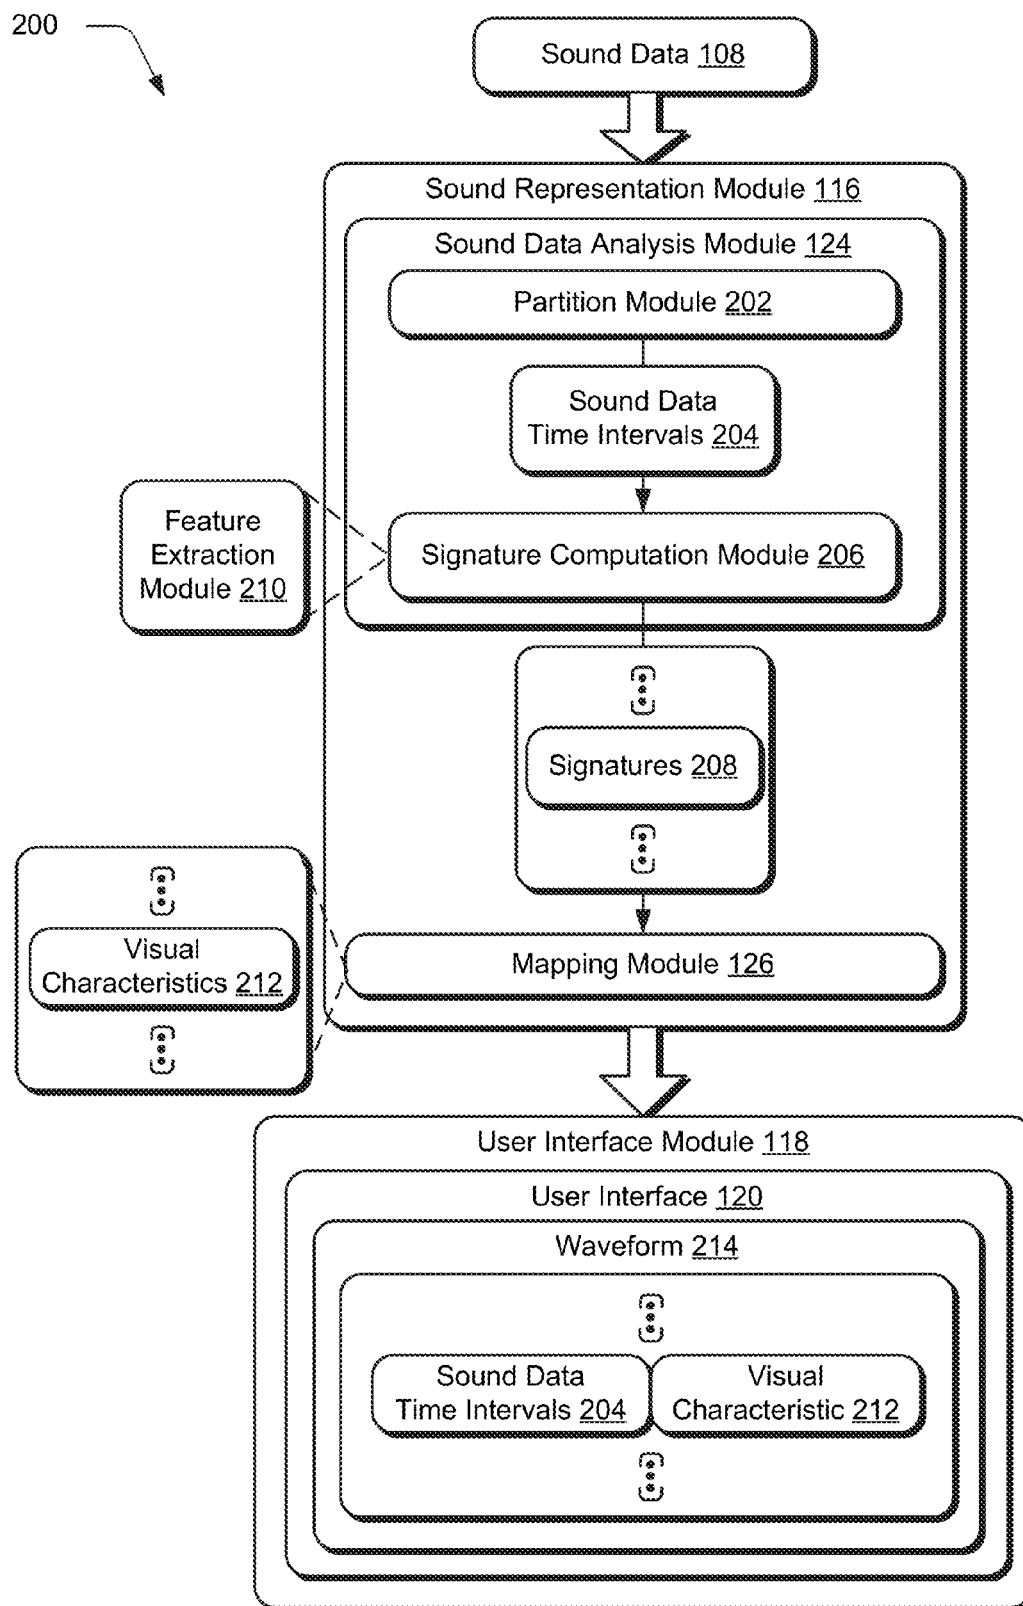 200
Sound Data 108
Sound Representation Module 116
Sound Data Analysis Module 124
Partition Module 202
Sound Data
Time Intervals 204
Feature
Extraction
Module 210
Signature Computation Module 206
Signatures 208
Visual
Characteristics 212
Mapping Module 126
User Interface Module 118
User Interface 120
Waveform 214
Sound Data
Time Intervals 204
Visual
Characteristic 212